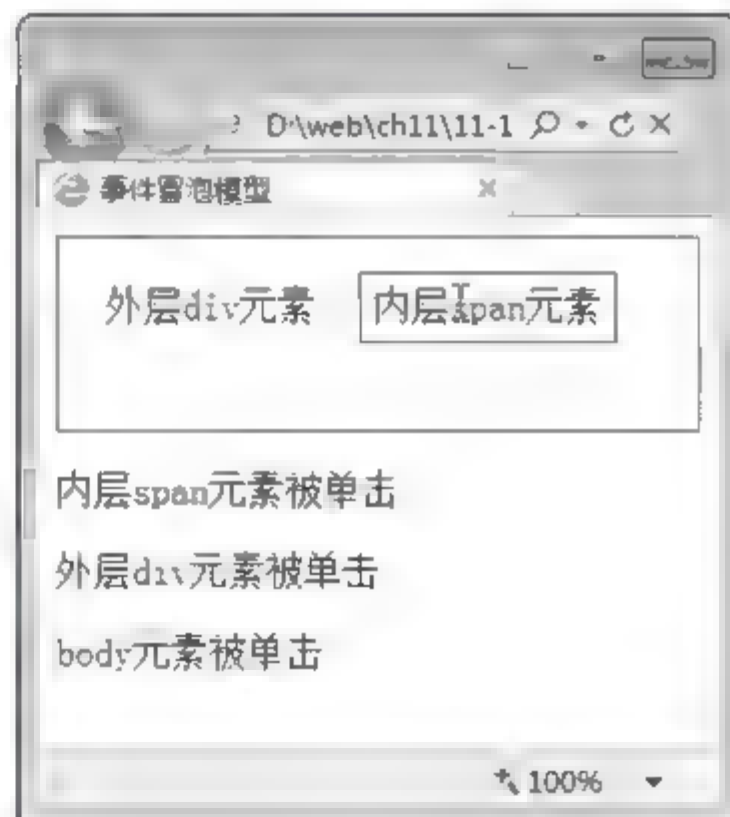 D:\web\ch11\11-1
事件冒泡模型
外层div元素 内层span元素
内层span元素被单击
外层div元素被单击
body元素被单击
100%